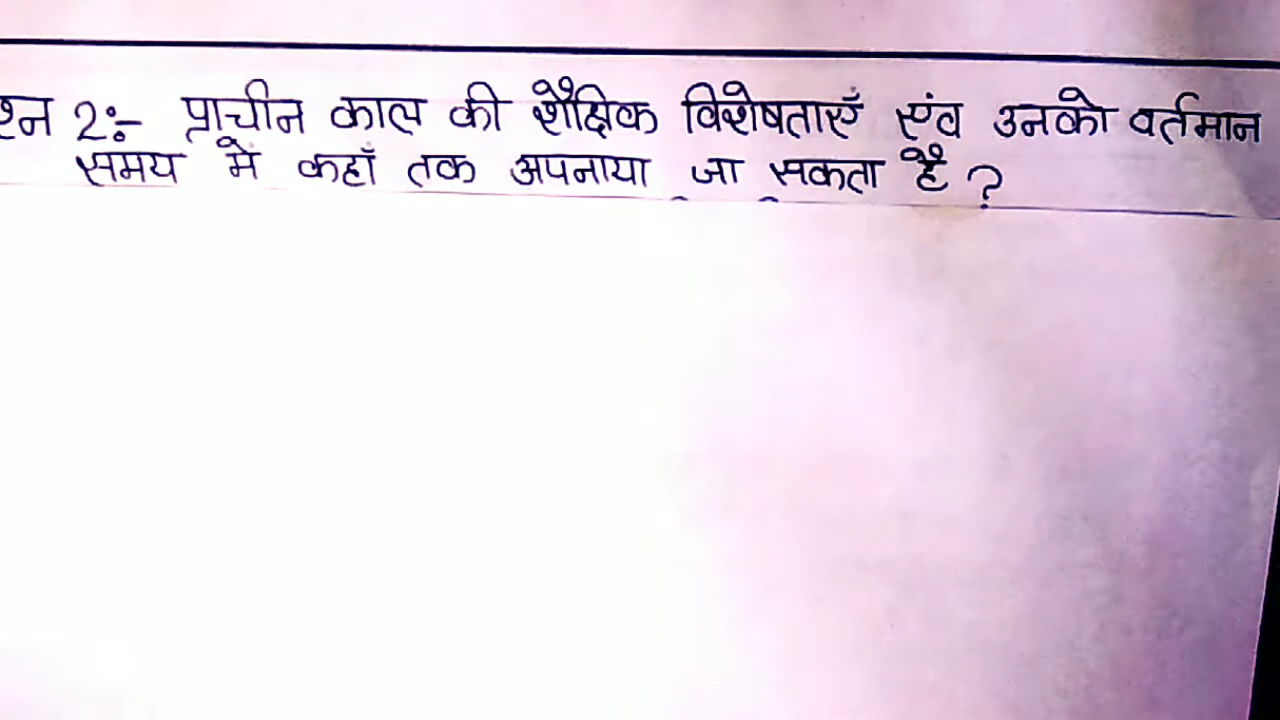 श्न 2:- प्राचीन काल की शैक्षिक विशेषताएँ एंव उनको वर्तमान
समय में कहाँ तक अपनाया जा सकता है ?